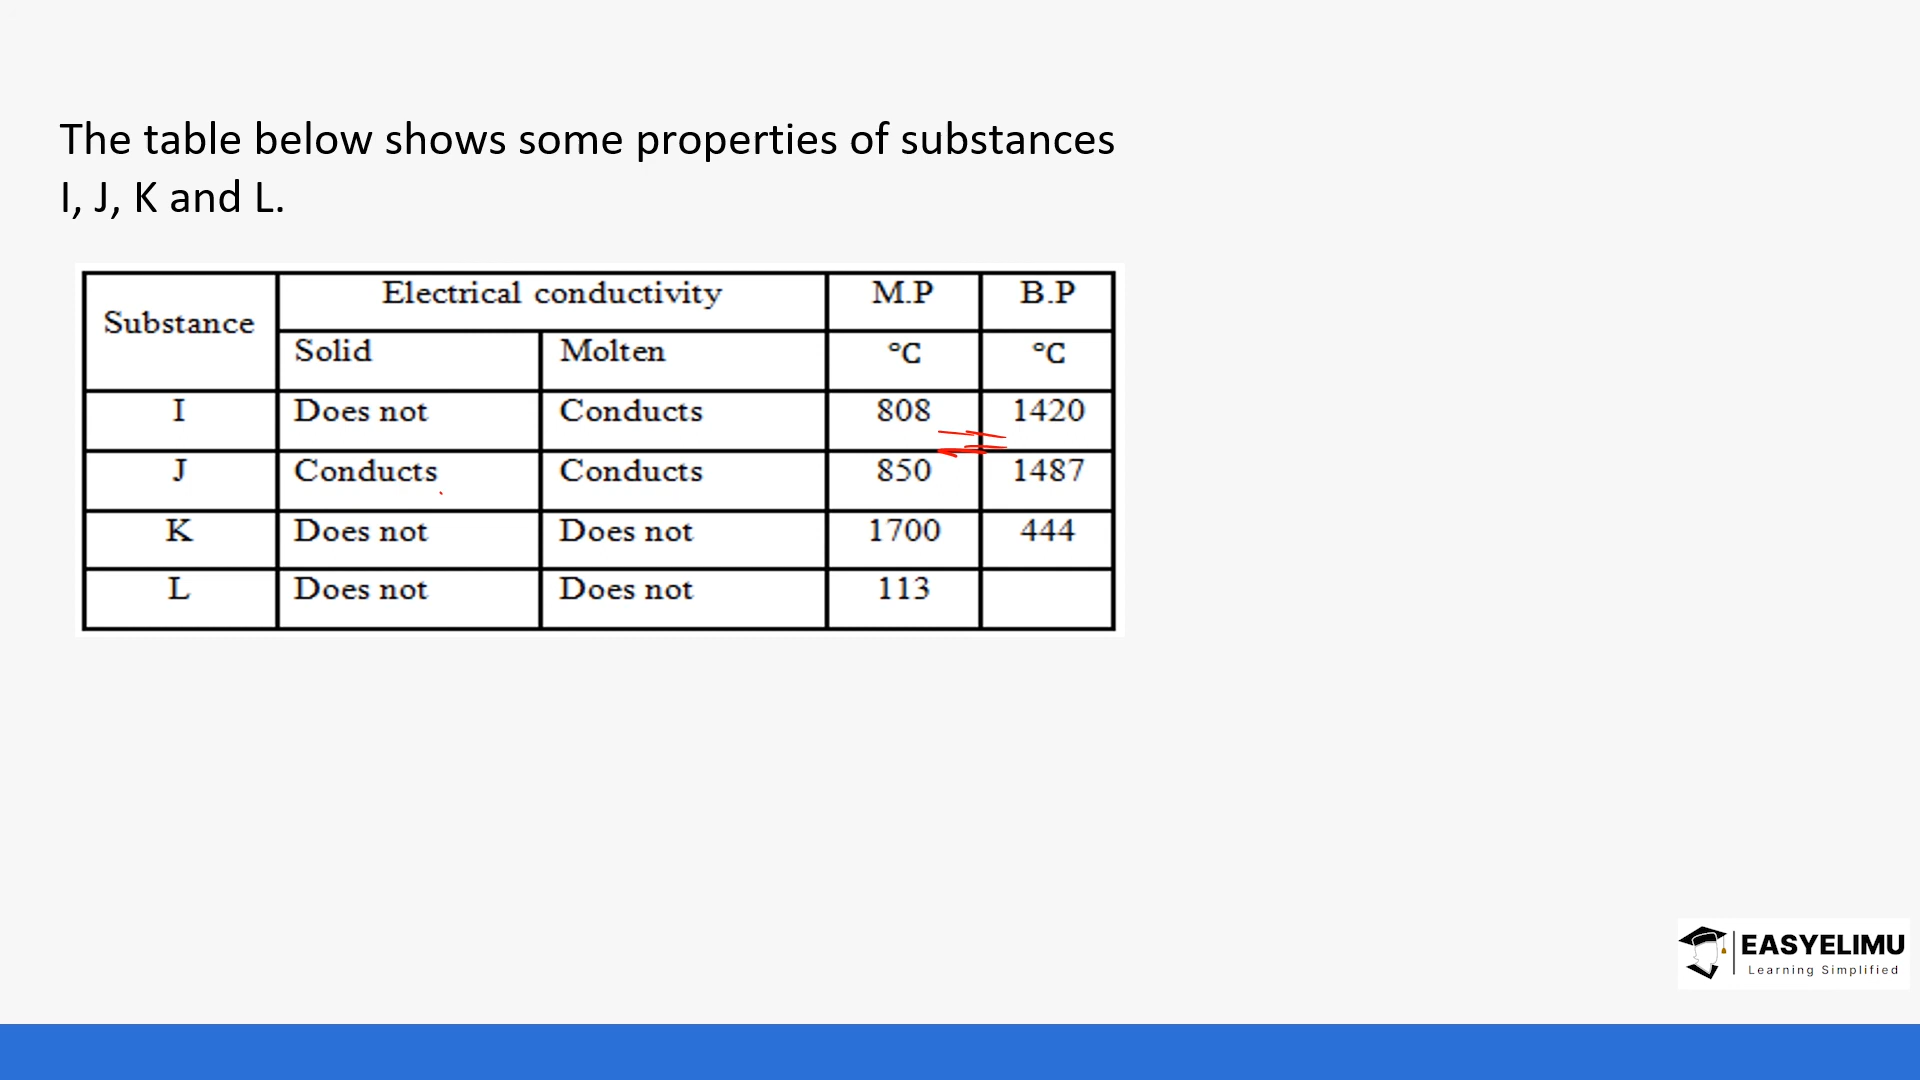 The table below shows some properties of substances
I, J, K and L.
Substance Electrical conductivity M.P B.P
Solid Molten °C °C
I Does not Conducts 808 1420
J Conducts Conducts 850 1487
K Does not Does not 1700 444
L Does not Does not 113
EASYELIMU
Learning Simplified